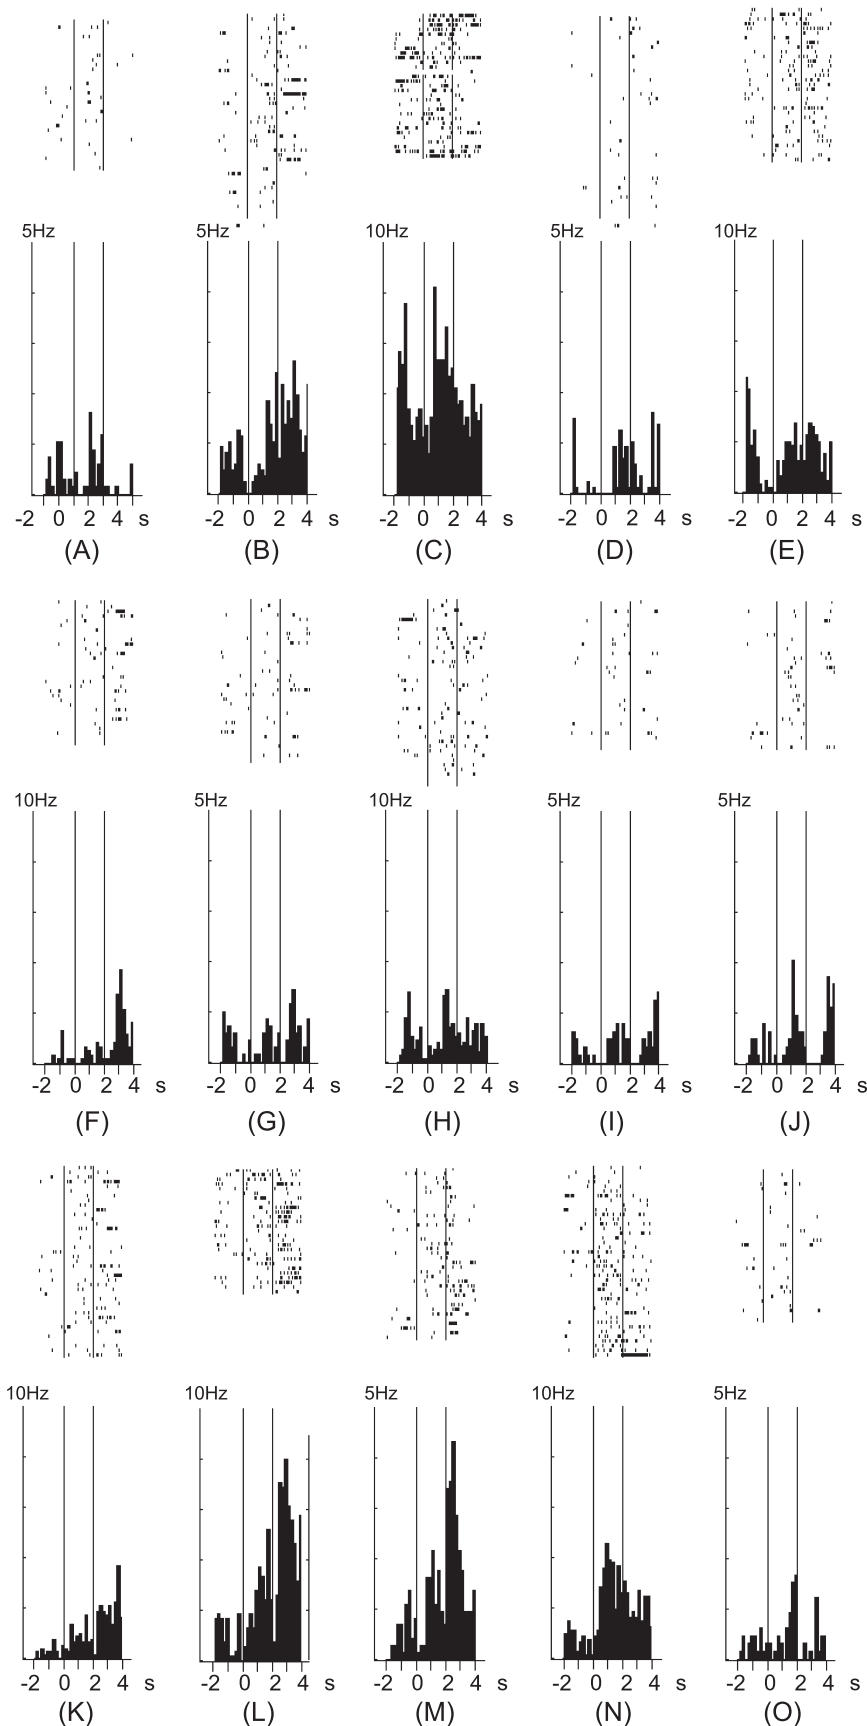 5Hz 5Hz 10Hz 5Hz 10Hz
-2 0 2 4 s -2 0 2 4 s -2 0 2 4 s -2 0 2 4 s -2 0 2 4 s
(A) (B) (C) (D) (E)
10Hz 5Hz 10Hz 5Hz 5Hz
-2 0 2 4 s -2 0 2 4 s -2 0 2 4 s -2 0 2 4 s -2 0 2 4 s
(F) (G) (H) (I) (J)
10Hz 10Hz 5Hz 10Hz 5Hz
-2 0 2 4 s -2 0 2 4 s -2 0 2 4 s -2 0 2 4 s -2 0 2 4 s
(K) (L) (M) (N) (O)